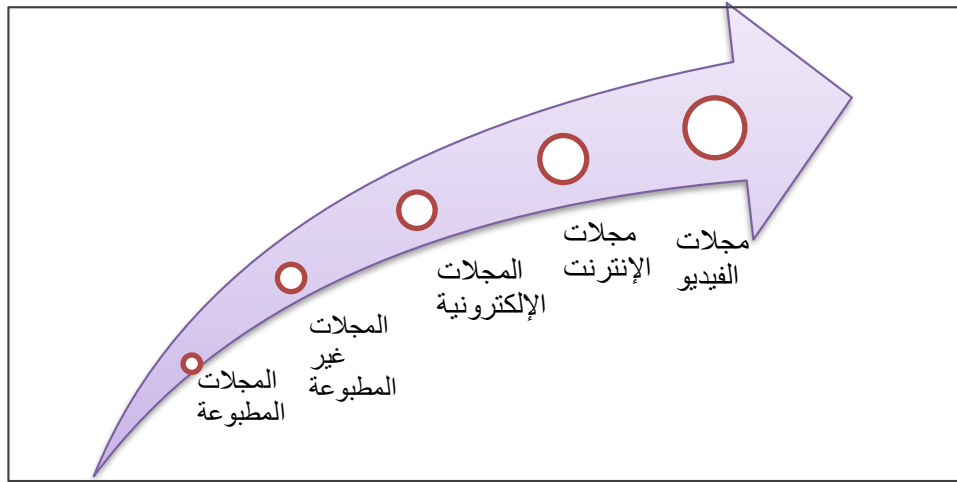 المجلات
المطبوعة
المجلات
غير
المطبوعة
المجلات
الإلكترونية
مجلات
الإنترنت
مجلات
الفيديو